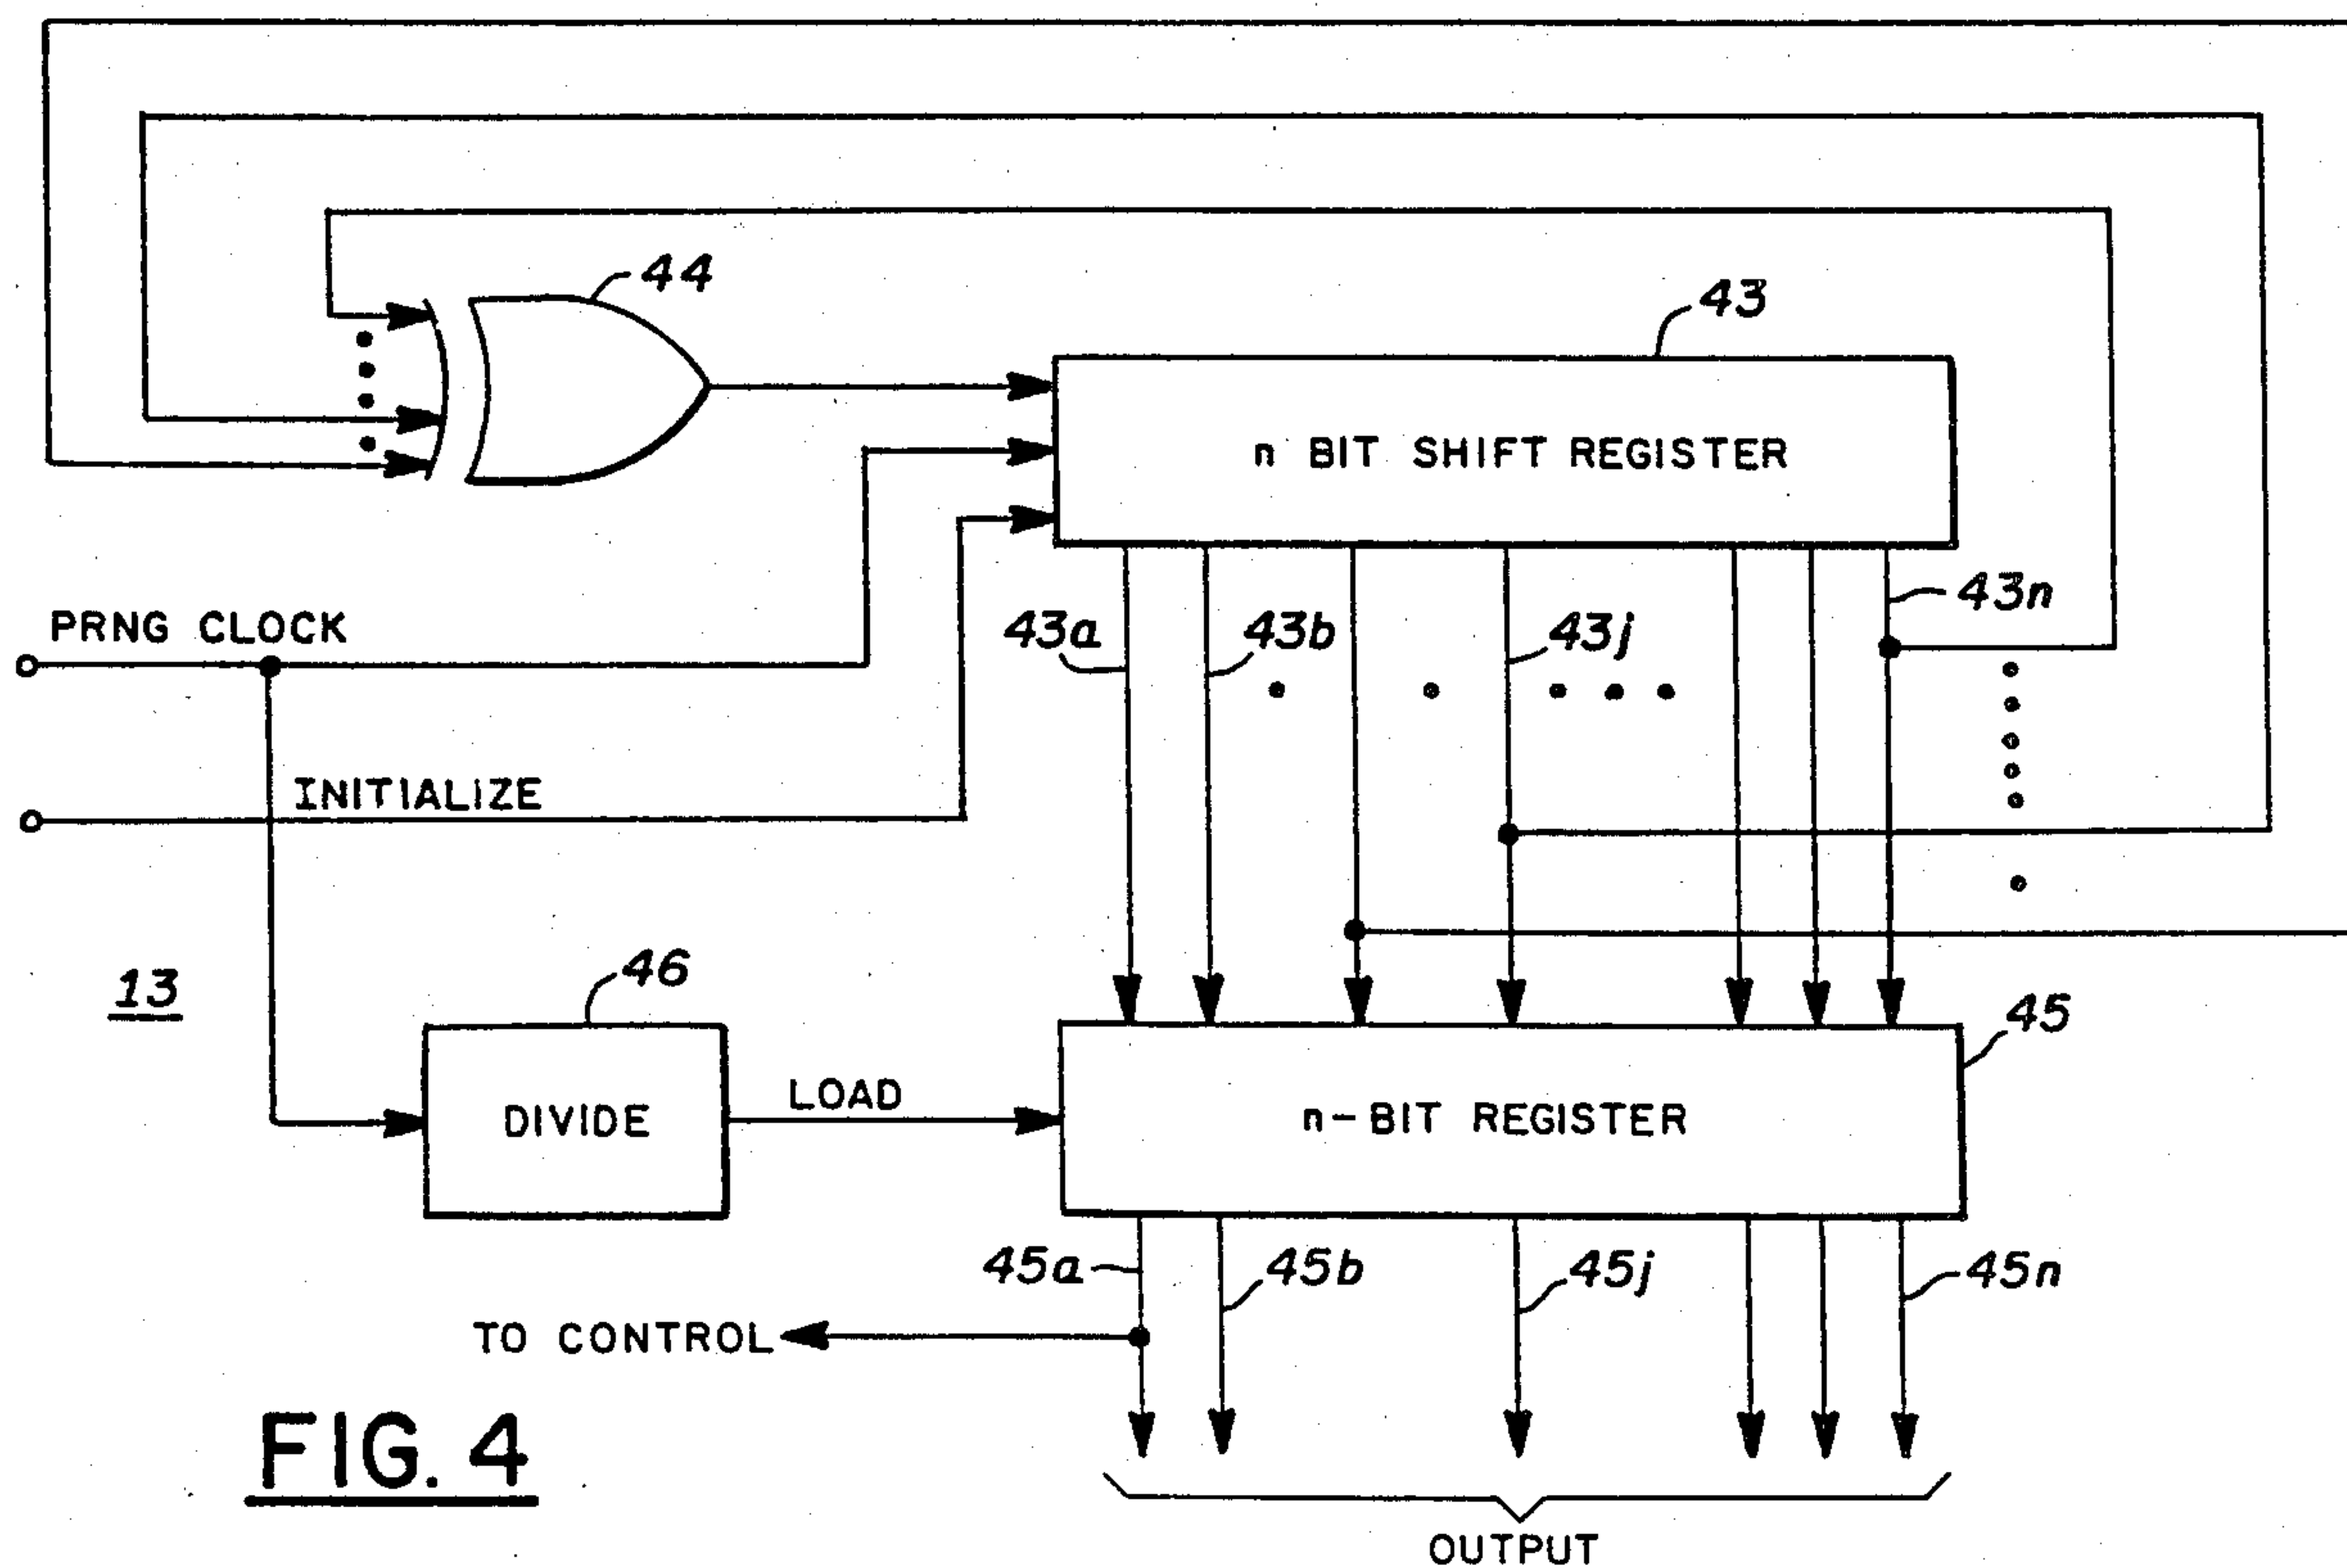 44
43
n BIT SHIFT REGISTER
PRNG CLOCK
43a
43b
43j
43n
INITIALIZE
13
46
45
DIVIDE
LOAD
n-BIT REGISTER
45a
45b
45j
45n
TO CONTROL
FIG. 4
OUTPUT